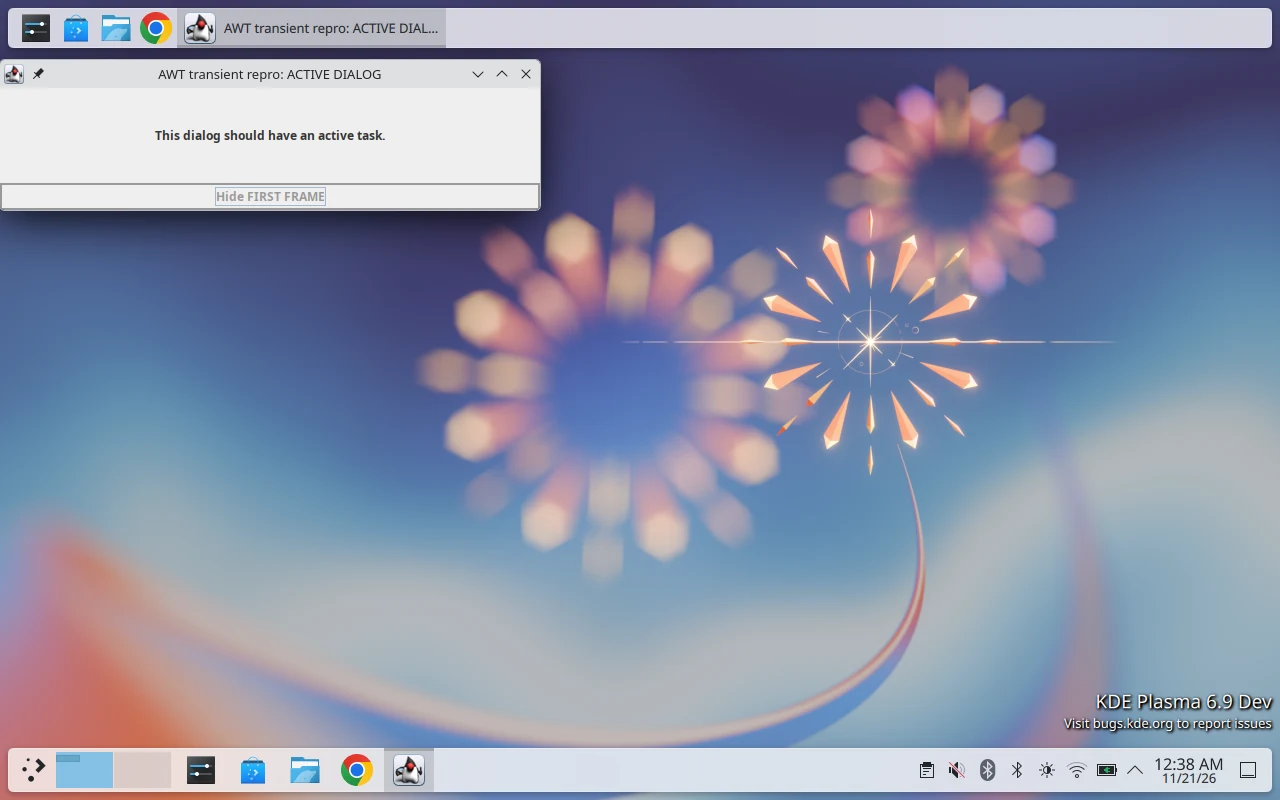 AWT transient repro: ACTIVE DIAL...
AWT transient repro: ACTIVE DIALOG
This dialog should have an active task.
Hide FIRST FRAME
KDE Plasma 6.9 Dev
Visit bugs.kde.org to report issues
12:38 AM
11/21/26